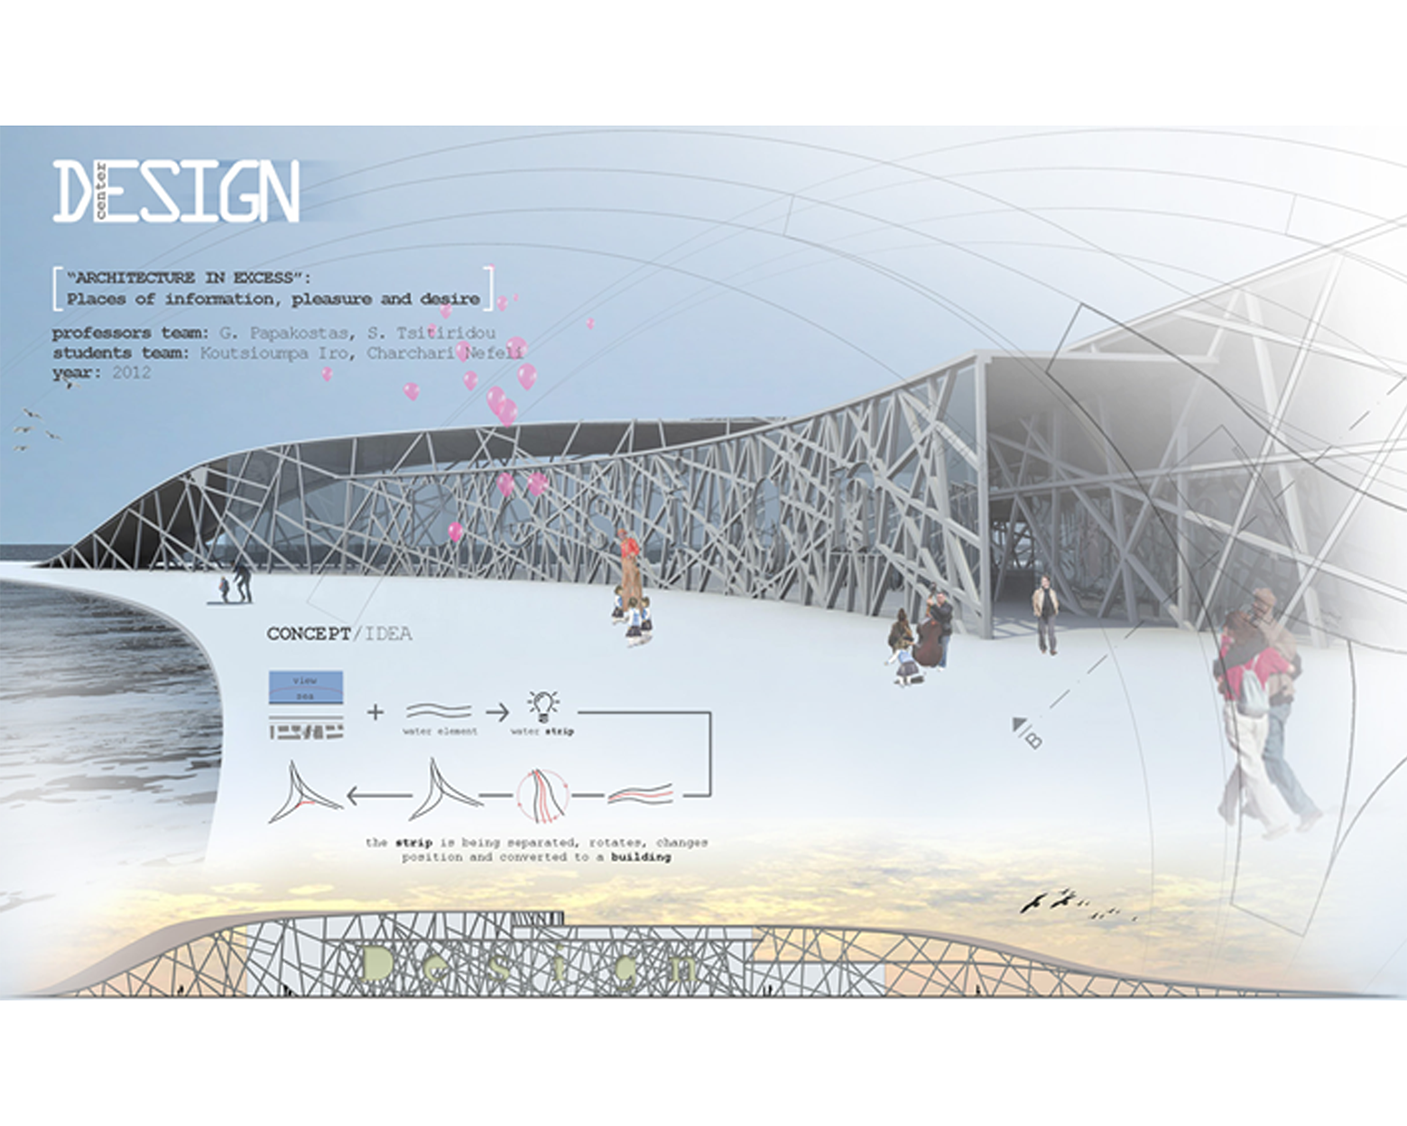 DESIGN
center
"ARCHITECTURE IN EXCESS":
Places of information, pleasure and desire
professors team: G. Papakostas, S. Tsitiridou
students team: Koutsioumpa Iro, Charchari Nefeli
year: 2012
CONCEPT/IDEA
view
sea
water element
water strip
B
the strip is being separated, rotates, changes
position and converted to a building
Design